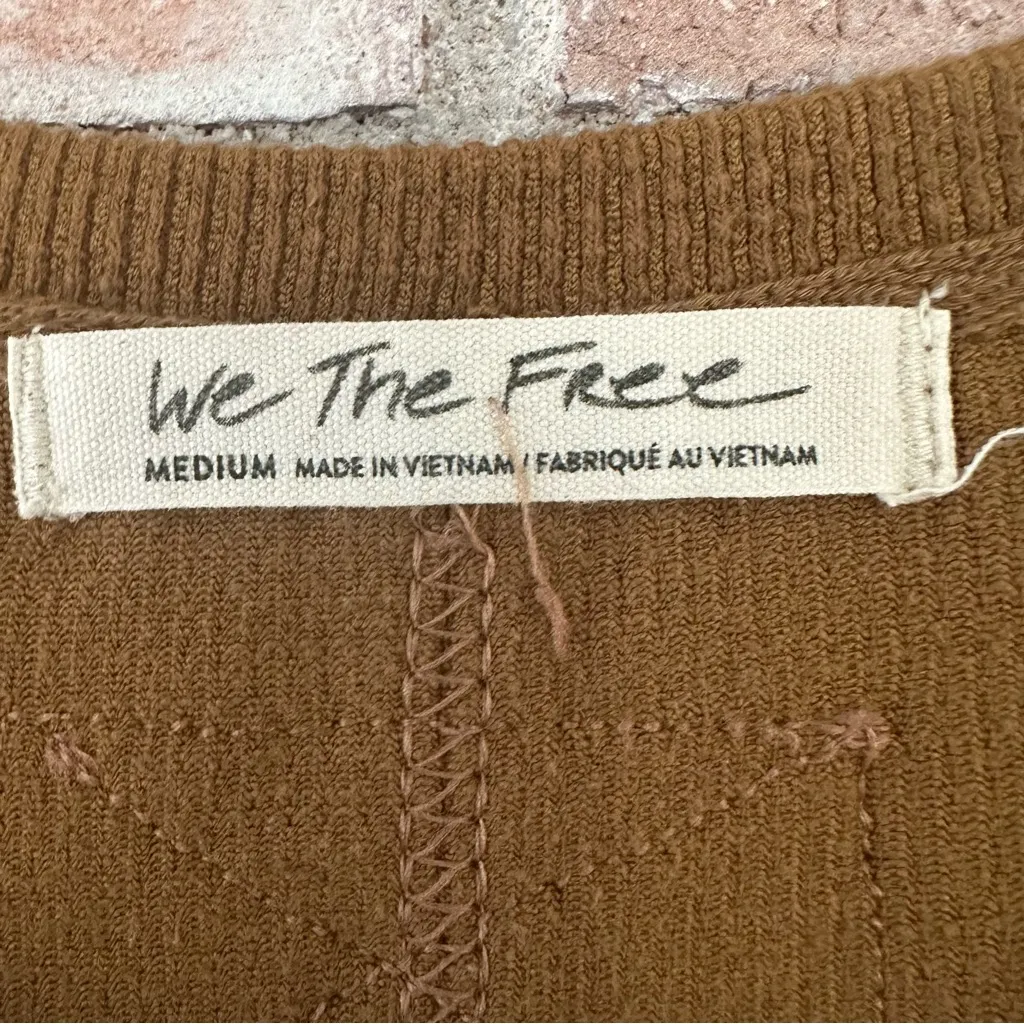 We The Free
MEDIUM MADE IN VIETNAM / FABRIQUÉ AU VIETNAM